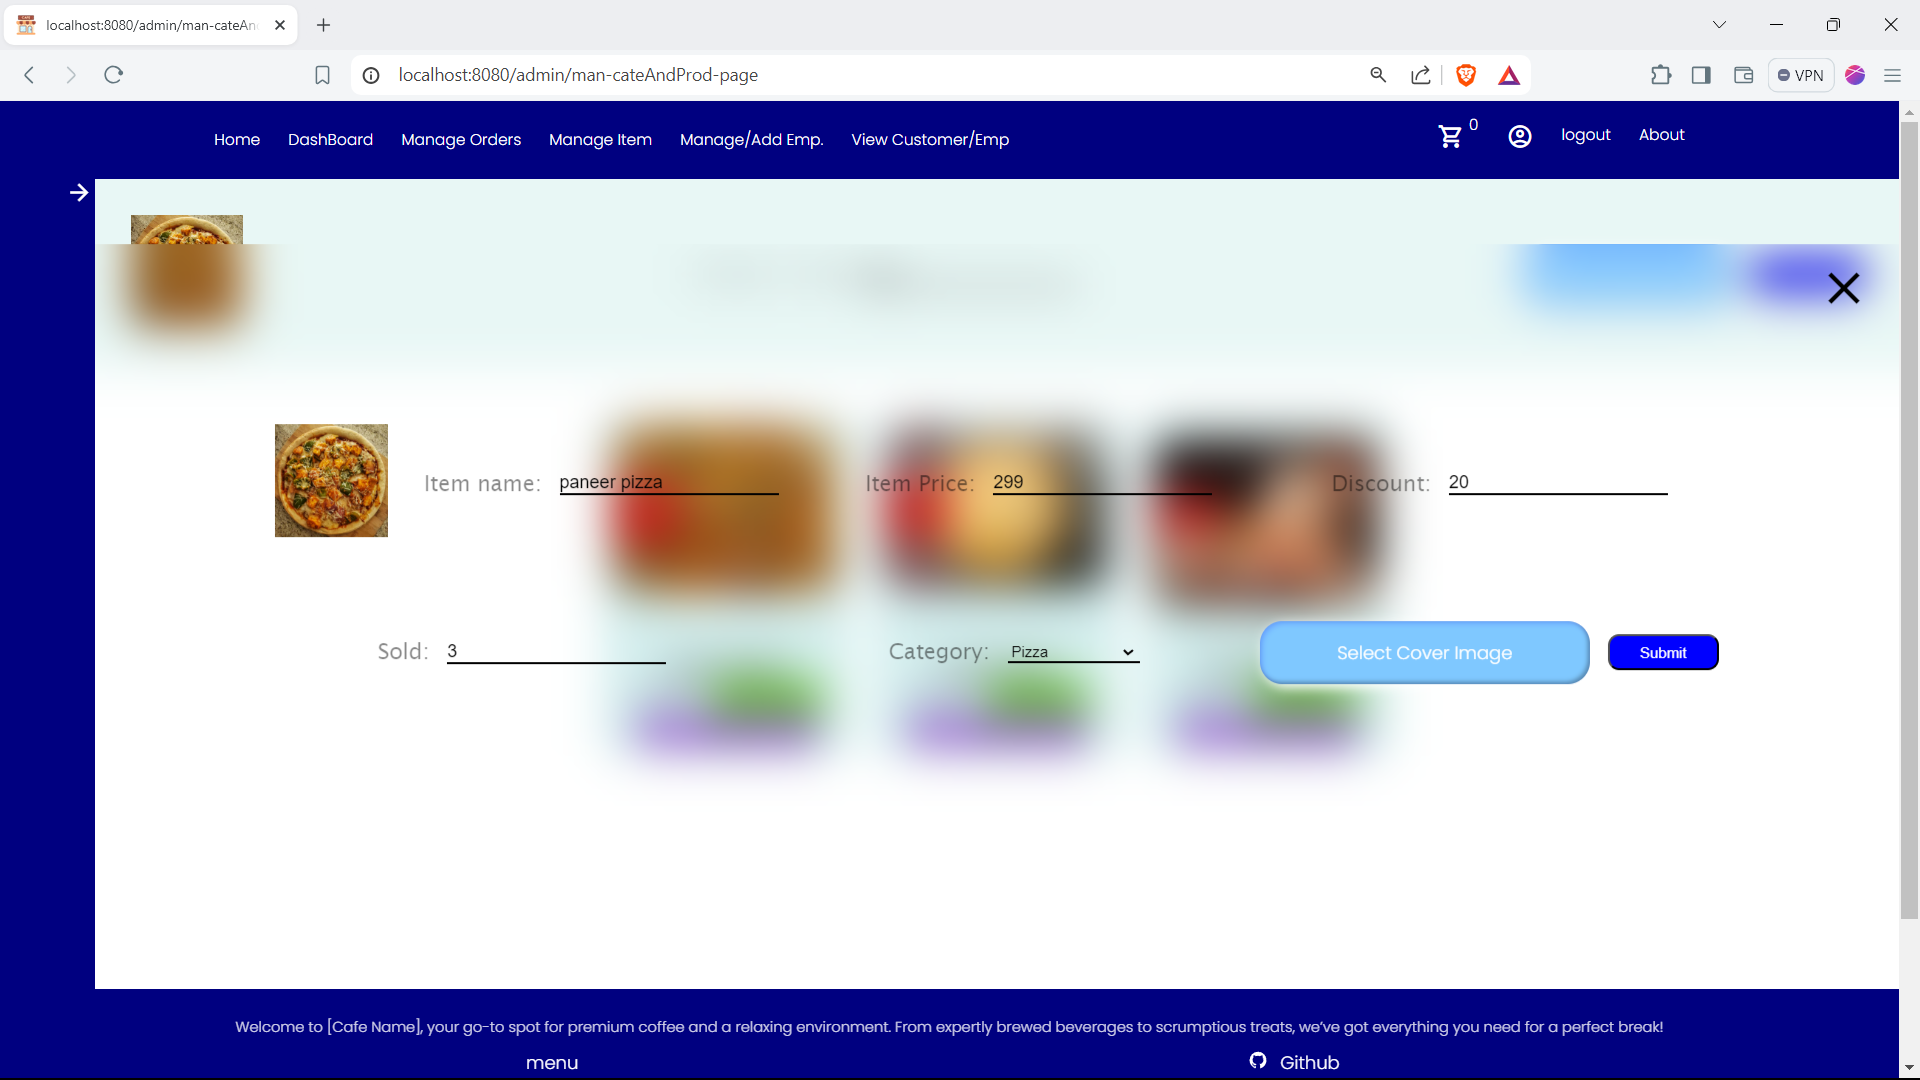 localhost:8080/admin/man-cateAn
localhost:8080/admin/man-cateAndProd-page
VPN
Home DashBoard Manage Orders Manage Item Manage/Add Emp. View Customer/Emp 0 logout About
Item name: paneer pizza Item Price: 299 Discount: 20
Sold: 3 Category: Pizza Select Cover Image Submit
Welcome to [Cafe Name], your go-to spot for premium coffee and a relaxing environment. From expertly brewed beverages to scrumptious treats, we've got everything you need for a perfect break!
menu Github